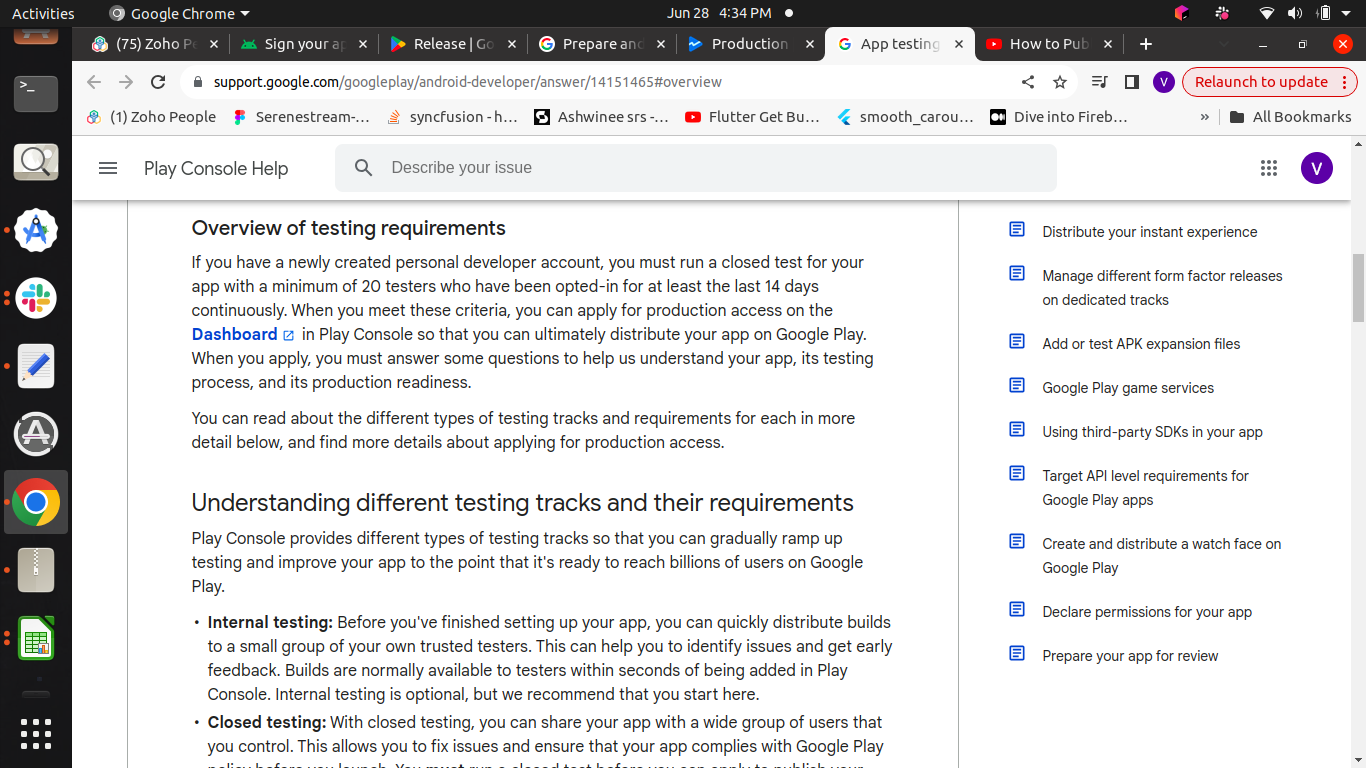 Activities
Google Chrome
Jun 28 4:34 PM
(75) Zoho Pe
Sign your ap
Release | Go
Prepare and
Production
App testing
How to Pub
support.google.com/googleplay/android-developer/answer/14151465#overview
V
Relaunch to update
(1) Zoho People
Serenestream-...
syncfusion - h...
Ashwinee srs -...
Flutter Get Bu...
smooth_carou...
Dive into Fireb...
»
All Bookmarks
Play Console Help
Describe your issue
V
Overview of testing requirements
If you have a newly created personal developer account, you must run a closed test for your
app with a minimum of 20 testers who have been opted-in for at least the last 14 days
continuously. When you meet these criteria, you can apply for production access on the
Dashboard in Play Console so that you can ultimately distribute your app on Google Play.
When you apply, you must answer some questions to help us understand your app, its testing
process, and its production readiness.
You can read about the different types of testing tracks and requirements for each in more
detail below, and find more details about applying for production access.
Understanding different testing tracks and their requirements
Play Console provides different types of testing tracks so that you can gradually ramp up
testing and improve your app to the point that it's ready to reach billions of users on Google
Play.
• Internal testing: Before you've finished setting up your app, you can quickly distribute builds
to a small group of your own trusted testers. This can help you to identify issues and get early
feedback. Builds are normally available to testers within seconds of being added in Play
Console. Internal testing is optional, but we recommend that you start here.
• Closed testing: With closed testing, you can share your app with a wide group of users that
you control. This allows you to fix issues and ensure that your app complies with Google Play
policy before you launch. You must run a closed test before you can apply to publish your
Distribute your instant experience
Manage different form factor releases
on dedicated tracks
Add or test APK expansion files
Google Play game services
Using third-party SDKs in your app
Target API level requirements for
Google Play apps
Create and distribute a watch face on
Google Play
Declare permissions for your app
Prepare your app for review